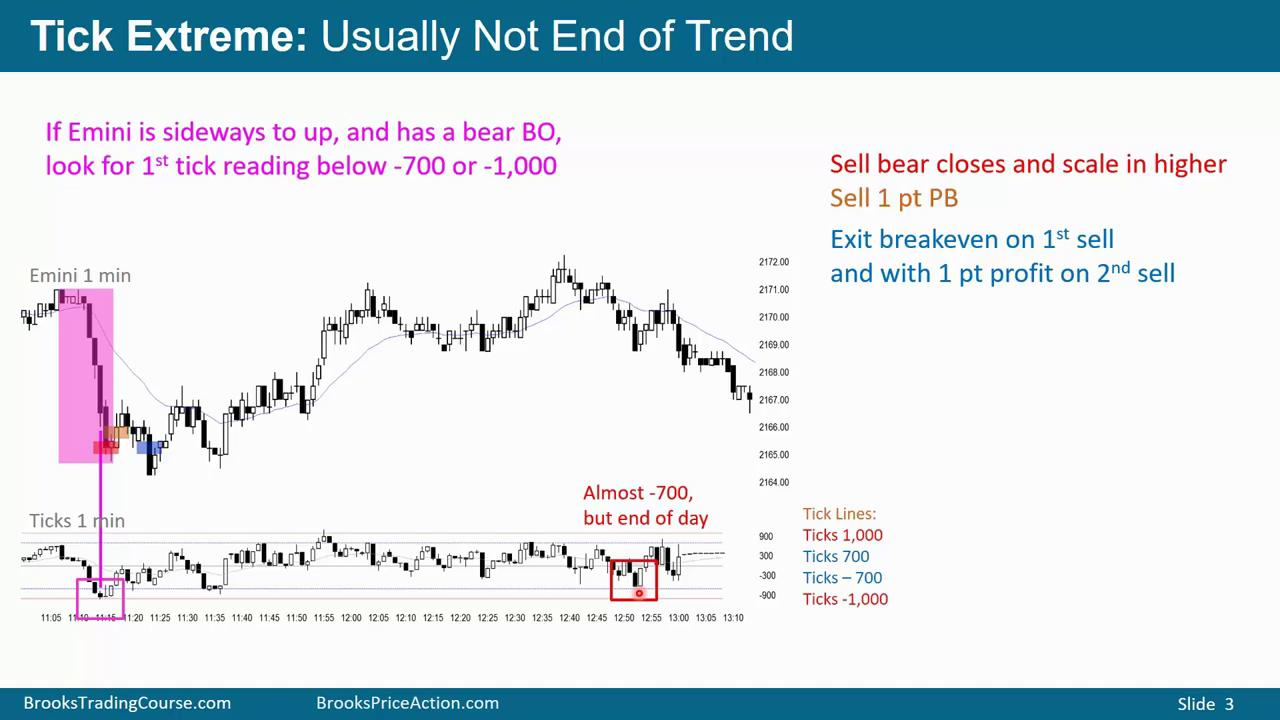 Tick Extreme: Usually Not End of Trend
If Emini is sideways to up, and has a bear BO,
look for 1st tick reading below -700 or -1,000
Sell bear closes and scale in higher
Sell 1 pt PB
Exit breakeven on 1st sell
and with 1 pt profit on 2nd sell
Emini 1 min
2172.00
2171.00
2170.00
2169.00
2168.00
2167.00
2166.00
2165.00
2164.00
Almost -700,
but end of day
Ticks 1 min
900
300
-300
-900
Tick Lines:
Ticks 1,000
Ticks 700
Ticks – 700
Ticks -1,000
11:05 11:10 11:15 11:20 11:25 11:30 11:35 11:40 11:45 11:50 11:55 12:00 12:05 12:10 12:15 12:20 12:25 12:30 12:35 12:40 12:45 12:50 12:55 13:00 13:05 13:10
BrooksTradingCourse.com BrooksPriceAction.com Slide 3